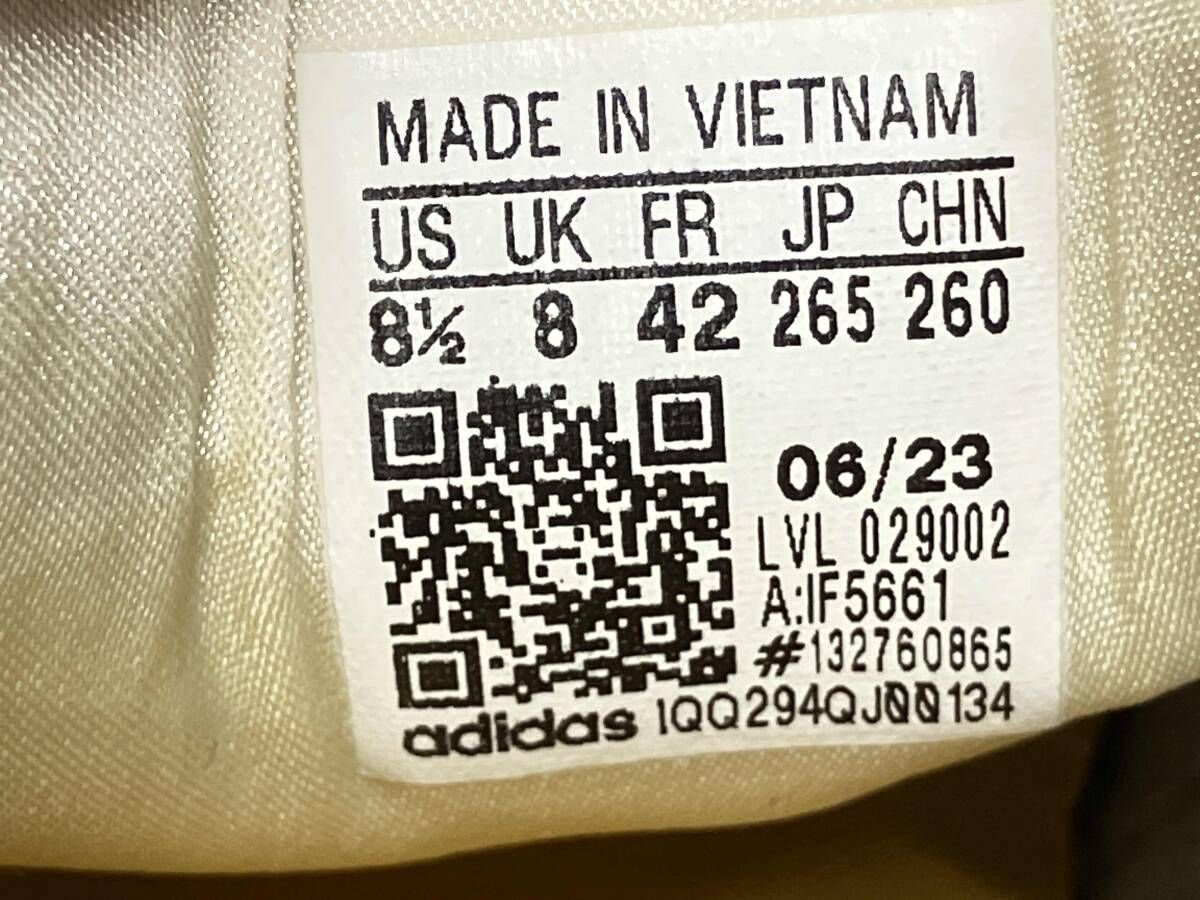 MADE IN VIETNAM
US UK FR JP CHN
8½ 8 42 265 260
06/23
LVL 029002
A:IF5661
#132760865
adidas 1QQ294QJ00134